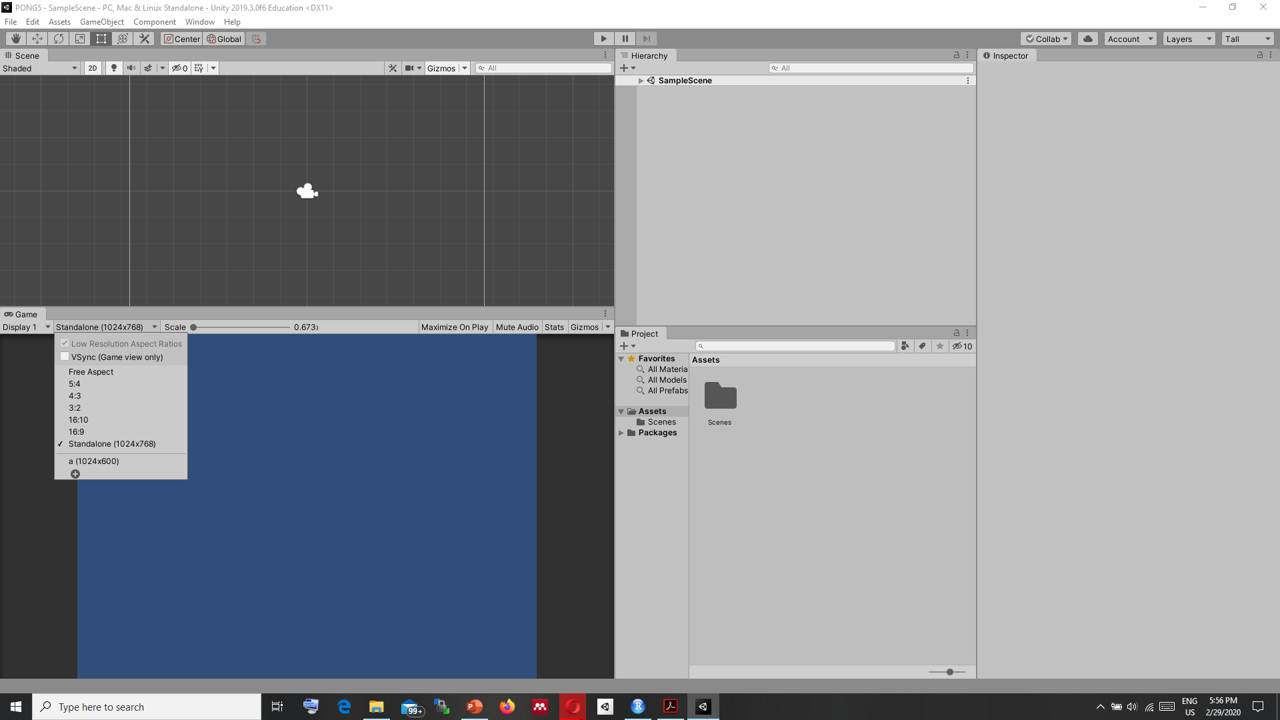 PONG5 - SampleScene - PC, Mac & Linux Standalone - Unity 2019.3.0f6 Education <DX11>
File Edit Assets GameObject Component Window Help
Center Global Collab Account Layers Tall
Scene
Shaded 2D 0 Gizmos All
Game
Display 1 Standalone (1024x768) Scale 0.673 Maximize On Play Mute Audio Stats Gizmos
Low Resolution Aspect Ratios
VSync (Game view only)
Free Aspect
5:4
4:3
3:2
16:10
16:9
Standalone (1024x768)
a (1024x600)
Hierarchy
All
SampleScene
Project
10
Favorites
All Materia
All Models
All Prefabs
Assets
Scenes
Packages
Assets
Scenes
Inspector
Type here to search
99+
ENG
US
5:56 PM
2/29/2020